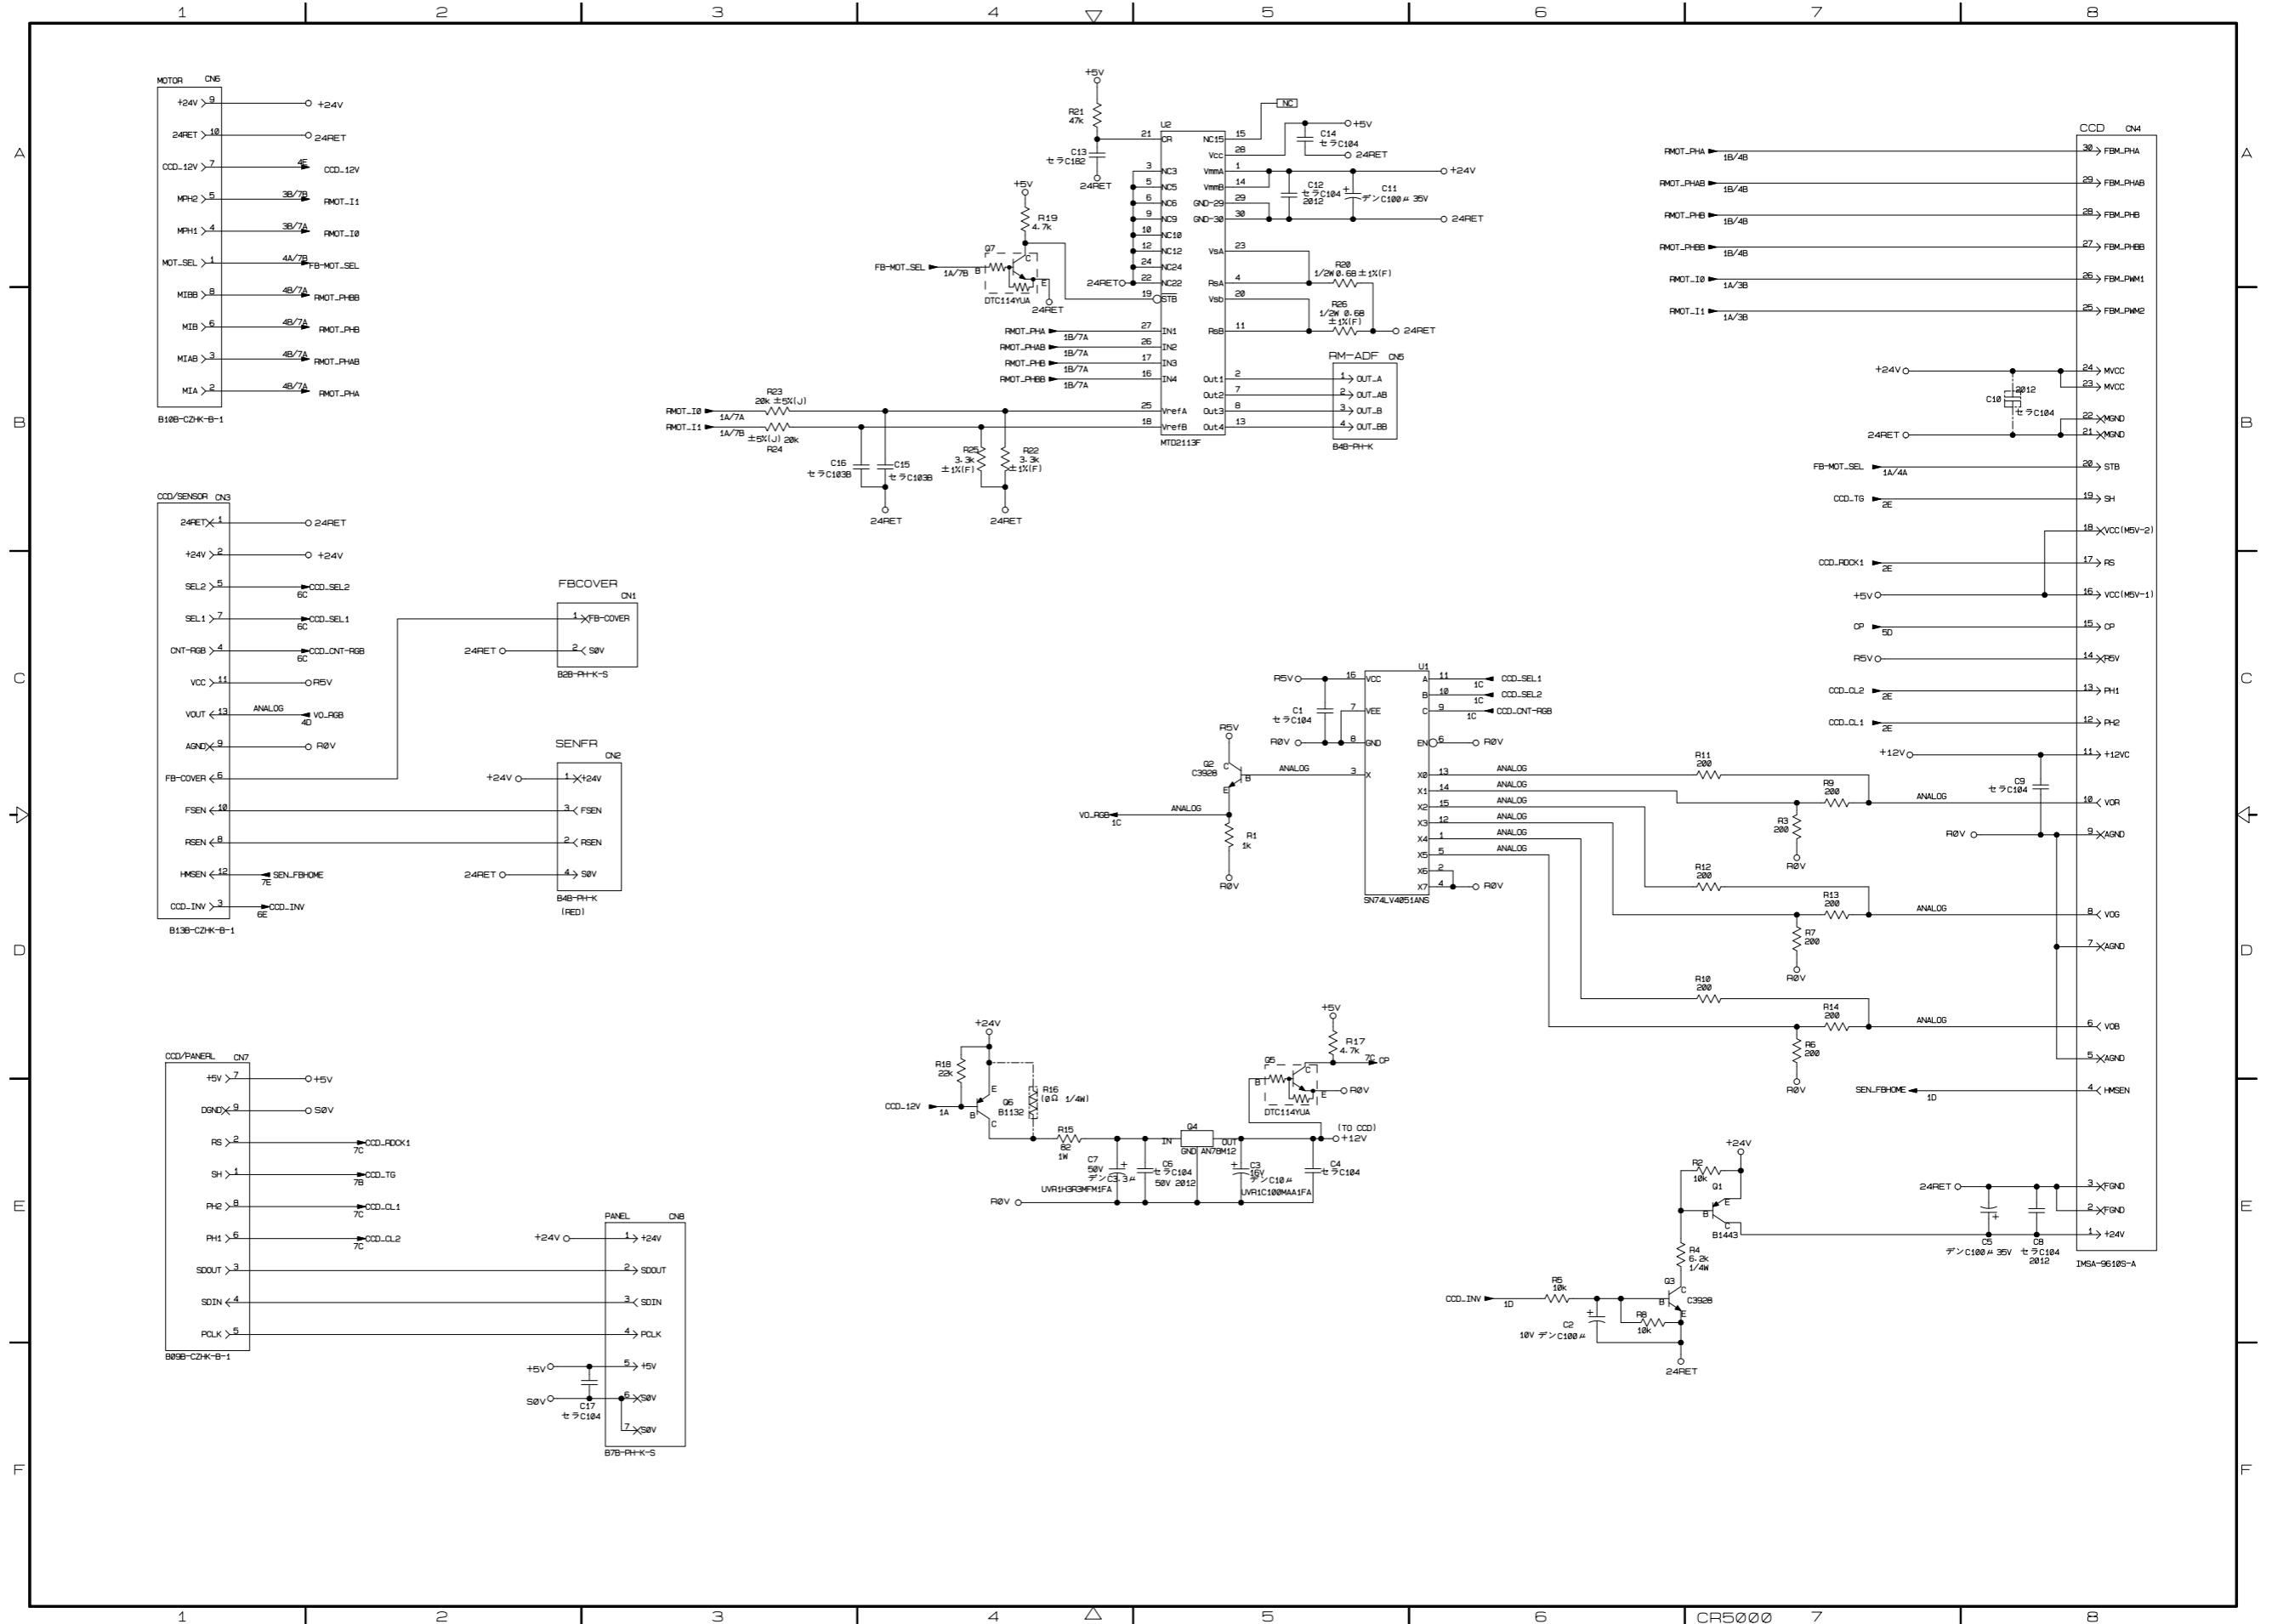 1 2 3 4 5 6 7 8
A
B
C
D
E
F
MOTOR CN6
+24V 9 +24V
24RET 10 24RET
CCD_12V 7 4E CCD_12V
MPH2 5 3B/7B RMOT_I1
MPH1 4 3B/7A RMOT_I0
MOT_SEL 1 4A/7B FB-MOT_SEL
MIBB 8 4B/7A RMOT_PHBB
MIB 6 4B/7A RMOT_PHB
MIAB 3 4B/7A RMOT_PHAB
MIA 2 4B/7A RMOT_PHA
B10B-CZHK-B-1
CCD/SENSOR CN3
24RET 1 24RET
+24V 2 +24V
SEL2 5 6C CCD_SEL2
SEL1 7 6C CCD_SEL1
CNT-RGB 4 6C CCD_CNT-RGB
VCC 11 R5V
VOUT 13 ANALOG 4D VO_RGB
AGND 9 R0V
FB-COVER 6
FSEN 10
RSEN 8
HMSEN 12 7E SEN_FBHOME
CCD_INV 3 6E CCD_INV
B13B-CZHK-B-1
FBCOVER
CN1
1 FB-COVER
24RET 2 S0V
B2B-PH-K-S
SENFR
CN2
+24V 1 +24V
3 FSEN
2 RSEN
24RET 4 S0V
B4B-PH-K
(RED)
CCD/PANERL CN7
+5V 7 +5V
DGND 9 S0V
RS 2 7C CCD_RDCK1
SH 1 7B CCD_TG
PH2 8 7C CCD_CL1
PH1 6 7C CCD_CL2
SDOUT 3
SDIN 4
PCLK 5
B09B-CZHK-B-1
PANEL CN8
+24V 1 +24V
2 SDOUT
3 SDIN
4 PCLK
+5V 5 +5V
S0V 6 S0V
7 S0V
C17
セラC104
B7B-PH-K-S
+5V
R21
47k
C13
セラC182
24RET
+5V
R19
4.7k
Q7
FB-MOT_SEL 1A/7B B C E
DTC114YUA
24RET
24RET
U2
21 CR
3 NC3
5 NC5
6 NC6
9 NC9
10 NC10
12 NC12
24 NC24
22 NC22
19 STB
RMOT_PHA 1B/7A 27 IN1
RMOT_PHAB 1B/7A 26 IN2
RMOT_PHB 1B/7A 17 IN3
RMOT_PHBB 1B/7A 16 IN4
25 VrefA
18 VrefB
NC15 15 NC
Vcc 28
VmmA 1
VmmB 14
GND-29 29
GND-30 30
VsA 23
RsA 4
Vsb 20
RsB 11
Out1 2
Out2 7
Out3 8
Out4 13
MTD2113F
+5V
C14
セラC104
24RET
+24V
C12
セラC104
2012
C11
デンC100μ 35V
24RET
R20
1/2W 0.68 ±1%(F)
R26
1/2W 0.68
±1%(F)
24RET
RM-ADF CN5
1 OUT_A
2 OUT_AB
3 OUT_B
4 OUT_BB
B4B-PH-K
R23
20k ±5%(J)
RMOT_I0 1A/7A
RMOT_I1 1A/7B
±5%(J) 20k
R24
C16
セラC103B
C15
セラC103B
24RET
R25
3.3k
±1%(F)
R22
3.3k
±1%(F)
24RET
U1
R5V 16 VCC
C1
セラC104
7 VEE
R0V 8 GND
3 X
A 11 1C CCD_SEL1
B 10 1C CCD_SEL2
C 9 1C CCD_CNT-RGB
EN 6 R0V
X0 13 ANALOG
X1 14 ANALOG
X2 15 ANALOG
X3 12 ANALOG
X4 1 ANALOG
X5 5 ANALOG
X6 2
X7 4 R0V
SN74LV4051ANS
R5V
Q2
C3928
C B E
ANALOG
VO_RGB 1C ANALOG
R1
1k
R0V
R11
200
R9
200
ANALOG
R3
200
R0V
R12
200
R13
200
ANALOG
R7
200
R0V
R10
200
R14
200
ANALOG
R6
200
R0V
+24V
R18
22k
CCD_12V 1A
Q6
B1132
B E C
R16
(0Ω 1/4W)
R15
82
1W
C7
50V
デンC3.3μ
UVR1H3R3MFM1FA
C6
セラC104
50V 2012
Q4
IN OUT
GND AN78M12
C3
16V
デンC10μ
UVR1C100MAA1FA
C4
セラC104
R0V
(TO CCD)
+12V
+5V
R17
4.7k
7C CP
Q5
B C E
R0V
DTC114YUA
+24V
R2
10k
Q1
B E C
B1443
R4
6.2k
1/4W
Q3
C3928
B C E
CCD_INV 1D
R5
10k
C2
10V デンC100μ
R8
10k
24RET
CCD CN4
RMOT_PHA 1B/4B 30 FBM_PHA
RMOT_PHAB 1B/4B 29 FBM_PHAB
RMOT_PHB 1B/4B 28 FBM_PHB
RMOT_PHBB 1B/4B 27 FBM_PHBB
RMOT_I0 1A/3B 26 FBM_PWM1
RMOT_I1 1A/3B 25 FBM_PWM2
+24V 24 MVCC
23 MVCC
2012
C10
セラC104
22 MGND
24RET 21 MGND
FB-MOT_SEL 1A/4A 20 STB
CCD_TG 2E 19 SH
18 VCC(M5V-2)
CCD_RDCK1 2E 17 RS
+5V 16 VCC(M5V-1)
CP 5D 15 CP
R5V 14 R5V
CCD_CL2 2E 13 PH1
CCD_CL1 2E 12 PH2
+12V 11 +12VC
C9
セラC104
10 VOR
R0V 9 AGND
8 VOG
7 AGND
6 VOB
5 AGND
SEN_FBHOME 1D 4 HMSEN
24RET 3 FGND
2 FGND
1 +24V
C5
デンC100μ 35V
C8
セラC104
2012
IMSA-9610S-A
A
B
C
D
E
F
1 2 3 4 5 6 CR5000 7 8